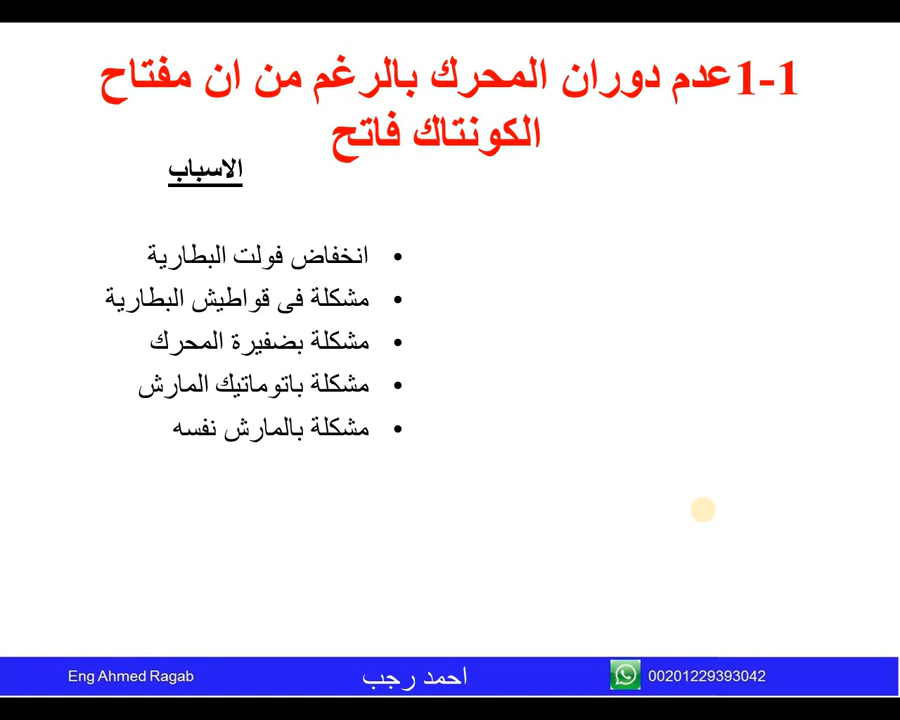 1-1عدم دوران المحرك بالرغم من ان مفتاح
الكونتاك فاتح
الاسباب
• انخفاض فولت البطارية
• مشكلة فى قواطيش البطارية
• مشكلة بضفيرة المحرك
• مشكلة باتوماتيك المارش
• مشكلة بالمارش نفسه
Eng Ahmed Ragab
احمد رجب
00201229393042